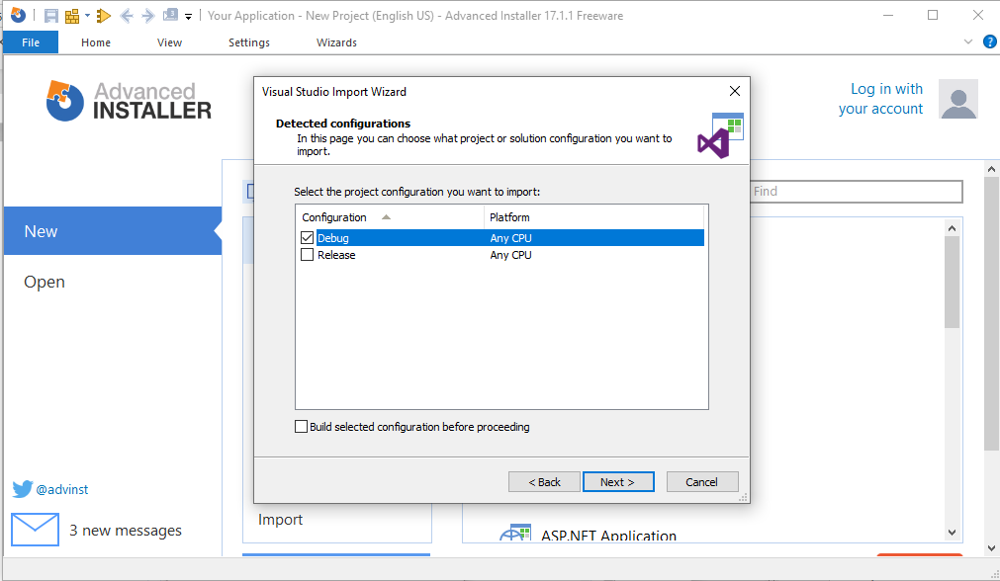 Your Application - New Project (English US) - Advanced Installer 17.1.1 Freeware
File Home View Settings Wizards
Advanced
INSTALLER
Log in with
your account
Visual Studio Import Wizard
Detected configurations
In this page you can choose what project or solution configuration you want to
import.
Find
Select the project configuration you want to import:
Configuration Platform
Debug Any CPU
Release Any CPU
Build selected configuration before proceeding
< Back Next > Cancel
New
Open
@advinst
3 new messages
Import
ASP.NET Application